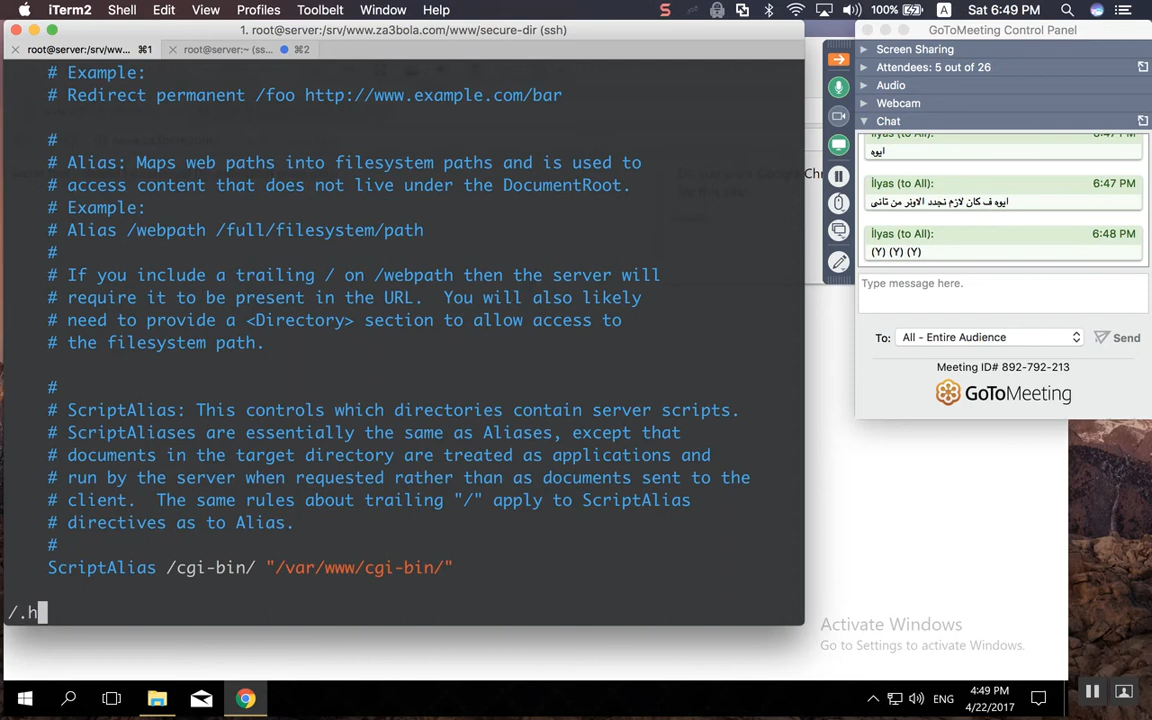 iTerm2 Shell Edit View Profiles Toolbelt Window Help
100% Sat 6:49 PM
1. root@server:/srv/www.za3bola.com/www/secure-dir (ssh)
root@server:/srv/ww... ⌘1
root@server:~ (ss... ⌘2
# Example:
# Redirect permanent /foo http://www.example.com/bar
#
# Alias: Maps web paths into filesystem paths and is used to
# access content that does not live under the DocumentRoot.
# Example:
# Alias /webpath /full/filesystem/path
#
# If you include a trailing / on /webpath then the server will
# require it to be present in the URL.  You will also likely
# need to provide a <Directory> section to allow access to
# the filesystem path.
#
# ScriptAlias: This controls which directories contain server scripts.
# ScriptAliases are essentially the same as Aliases, except that
# documents in the target directory are treated as applications and
# run by the server when requested rather than as documents sent to the
# client.  The same rules about trailing "/" apply to ScriptAlias
# directives as to Alias.
#
ScriptAlias /cgi-bin/ "/var/www/cgi-bin/"
/.h
GoToMeeting Control Panel
Screen Sharing
Attendees: 5 out of 26
Audio
Webcam
Chat
ايوه
İlyas (to All): 6:47 PM
ايوه ف كان لازم نجدد الاونر من تانى
İlyas (to All): 6:48 PM
(Y) (Y) (Y)
Type message here.
To: All - Entire Audience Send
Meeting ID# 892-792-213
GoToMeeting
Activate Windows
Go to Settings to activate Windows.
ENG
4:49 PM
4/22/2017